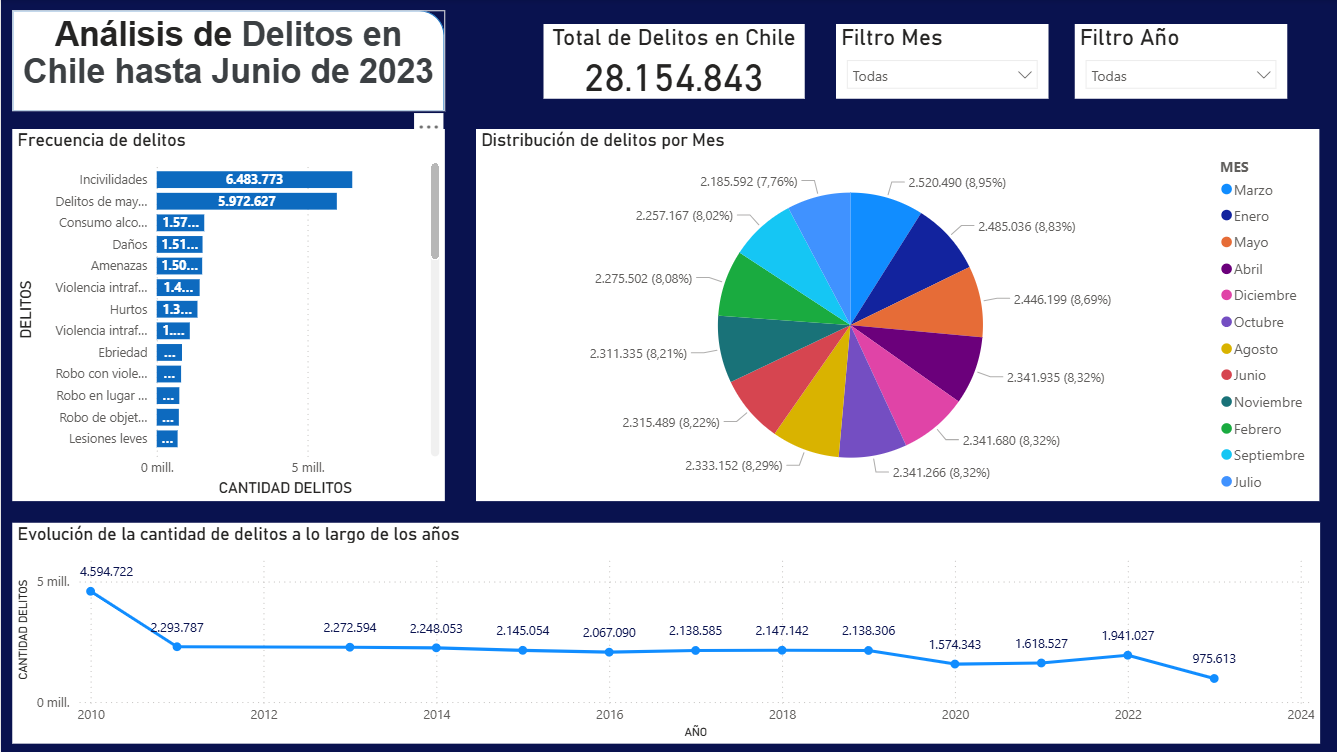 Análisis de Delitos en
Chile hasta Junio de 2023
Total de Delitos en Chile
28.154.843
Filtro Mes
Todas
Filtro Año
Todas
Frecuencia de delitos
DELITOS
Incivilidades
6.483.773
Delitos de may...
5.972.627
Consumo alco...
1.57...
Daños
1.51...
Amenazas
1.50...
Violencia intraf...
1.4...
Hurtos
1.3...
Violencia intraf...
1....
Ebriedad
...
Robo con viole...
...
Robo en lugar ...
...
Robo de objet...
...
Lesiones leves
...
0 mill.
5 mill.
CANTIDAD DELITOS
Distribución de delitos por Mes
2.520.490 (8,95%)
2.485.036 (8,83%)
2.446.199 (8,69%)
2.341.935 (8,32%)
2.341.680 (8,32%)
2.341.266 (8,32%)
2.333.152 (8,29%)
2.315.489 (8,22%)
2.311.335 (8,21%)
2.275.502 (8,08%)
2.257.167 (8,02%)
2.185.592 (7,76%)
MES
Marzo
Enero
Mayo
Abril
Diciembre
Octubre
Agosto
Junio
Noviembre
Febrero
Septiembre
Julio
Evolución de la cantidad de delitos a lo largo de los años
CANTIDAD DELITOS
5 mill.
0 mill.
4.594.722
2.293.787
2.272.594
2.248.053
2.145.054
2.067.090
2.138.585
2.147.142
2.138.306
1.574.343
1.618.527
1.941.027
975.613
2010
2012
2014
2016
2018
2020
2022
2024
AÑO